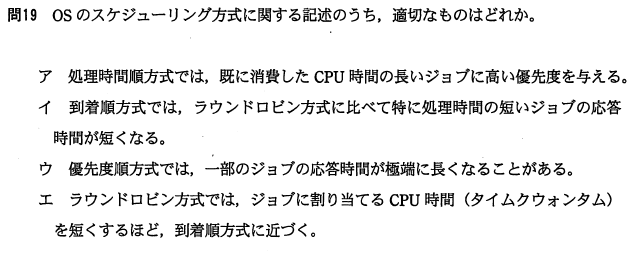 問19 OSのスケジューリング方式に関する記述のうち，適切なものはどれか。
ア 処理時間順方式では，既に消費したCPU時間の長いジョブに高い優先度を与える。
イ 到着順方式では，ラウンドロビン方式に比べて特に処理時間の短いジョブの応答
時間が短くなる。
ウ 優先度順方式では，一部のジョブの応答時間が極端に長くなることがある。
エ ラウンドロビン方式では，ジョブに割り当てるCPU時間（タイムクウォンタム）
を短くするほど，到着順方式に近づく。